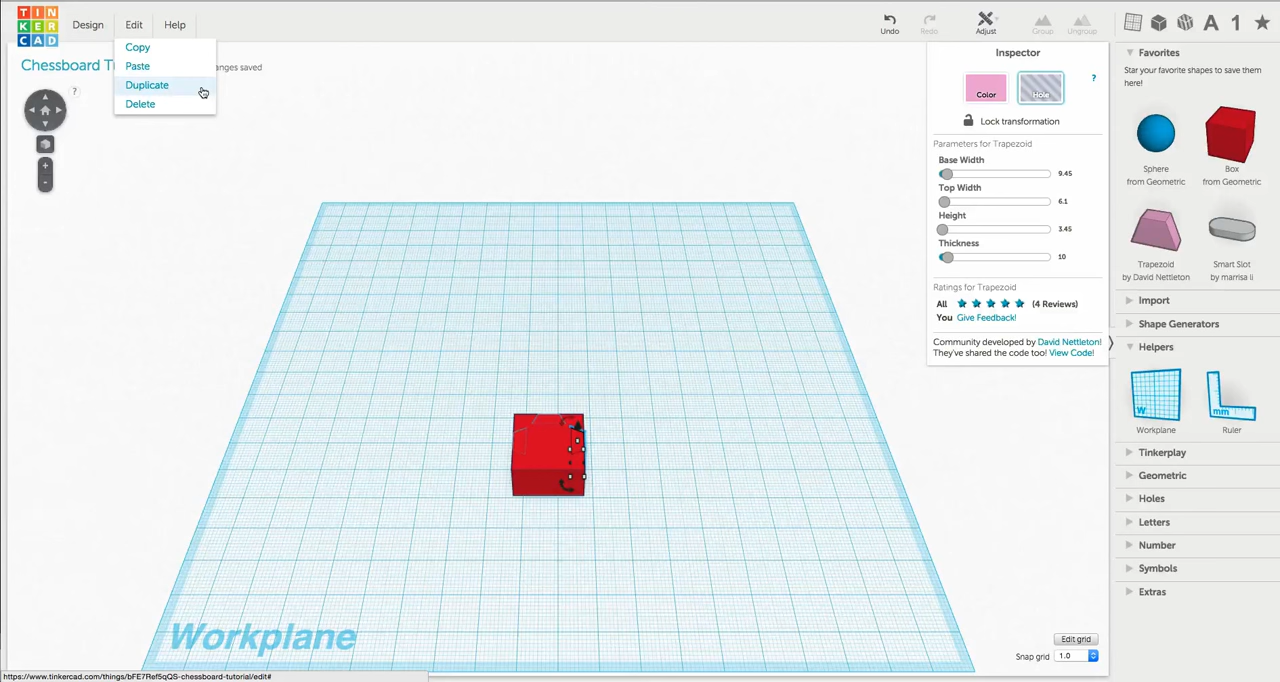 TIN
KER
CAD
Design
Edit
Help
Undo
Redo
Adjust
Group
Ungroup
A
1
Copy
Paste
Duplicate
Delete
Chessboard T
anges saved
?
+
-
Inspector
Color
Hole
?
Lock transformation
Parameters for Trapezoid
Base Width
9.45
Top Width
6.1
Height
3.45
Thickness
10
Ratings for Trapezoid
All
(4 Reviews)
You Give Feedback!
Community developed by David Nettleton!
They've shared the code too! View Code!
Favorites
Star your favorite shapes to save them
here!
Sphere
from Geometric
Box
from Geometric
Trapezoid
by David Nettleton
Smart Slot
by marrisa li
Import
Shape Generators
Helpers
W
Workplane
mm
Ruler
Tinkerplay
Geometric
Holes
Letters
Number
Symbols
Extras
Workplane
Edit grid
Snap grid 1.0
https://www.tinkercad.com/things/bFE7Ref5qQS-chessboard-tutorial/edit#